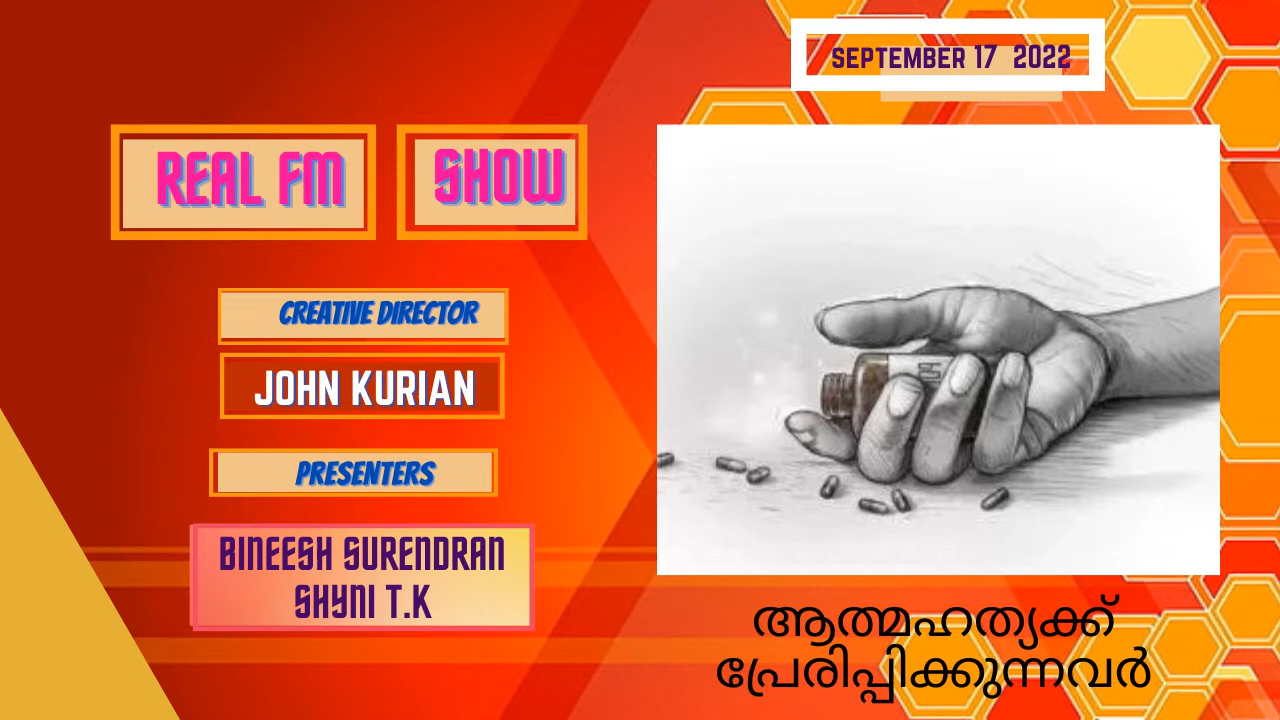 SEPTEMBER 17 2022
REAL FM SHOW
CREATIVE DIRECTOR
JOHN KURIAN
PRESENTERS
BINEESH SURENDRAN
SHYNI T.K
ആത്മഹത്യക്ക്
പ്രേരിപ്പിക്കുന്നവർ